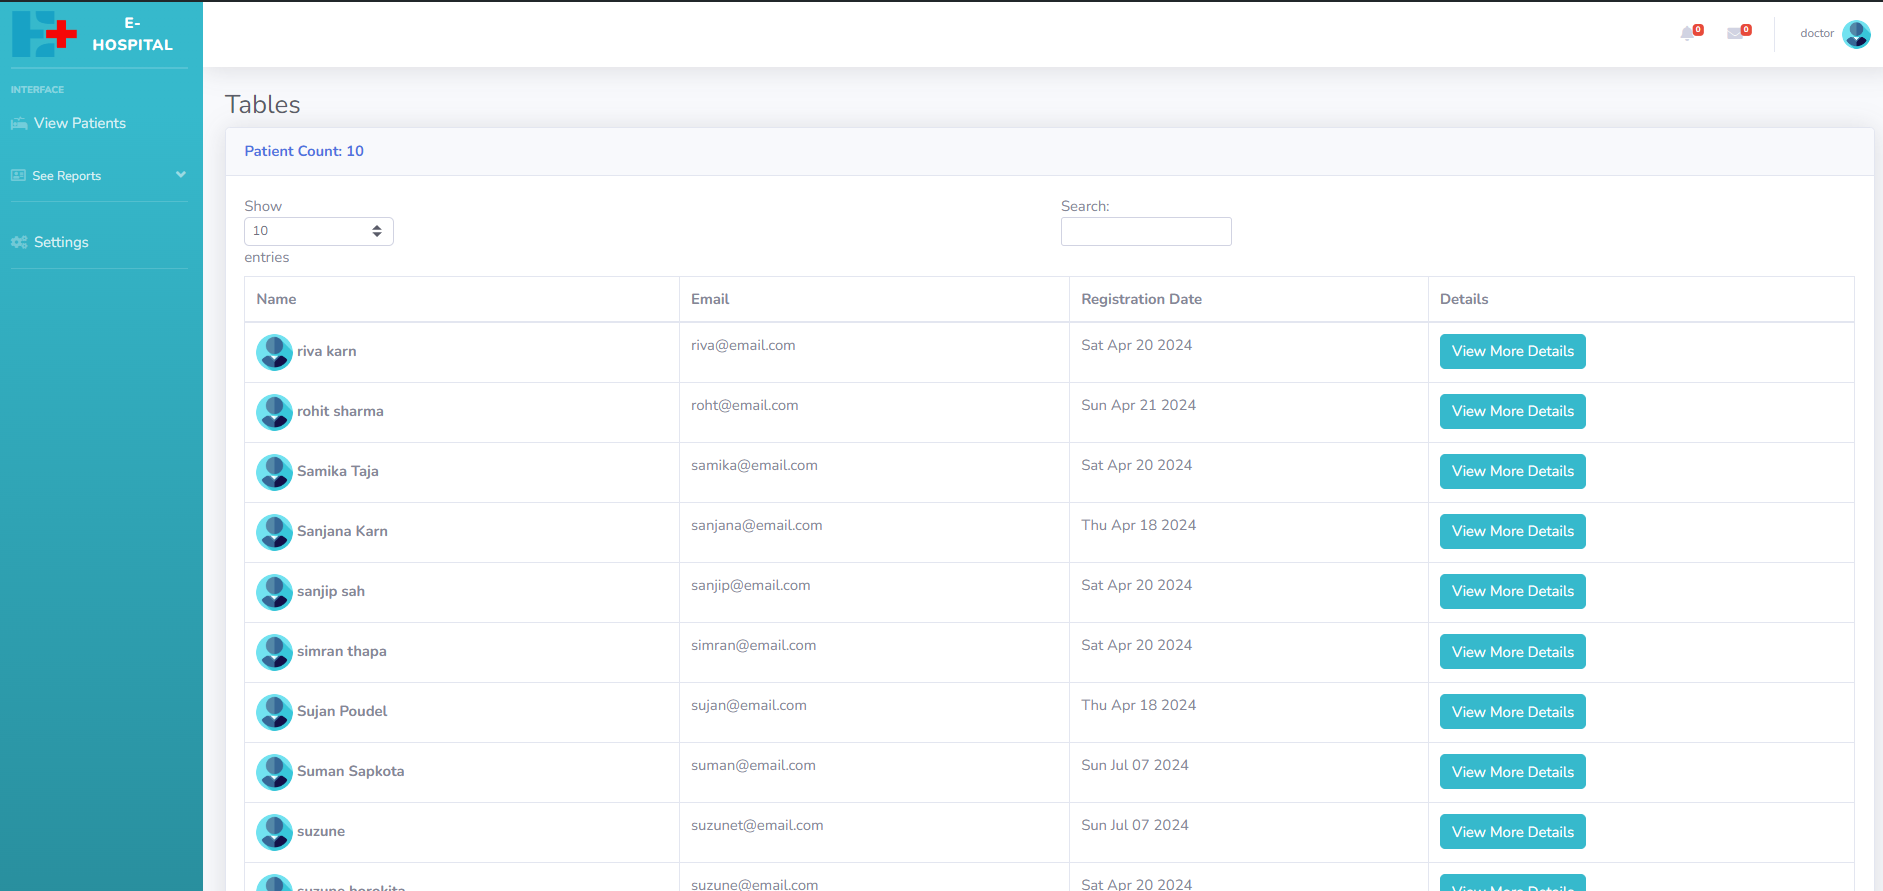 E-
HOSPITAL
INTERFACE
View Patients
See Reports
Settings
0
0
doctor
Tables
Patient Count: 10
Show
10
entries
Search:
Name Email Registration Date Details
riva karn riva@email.com Sat Apr 20 2024 View More Details
rohit sharma roht@email.com Sun Apr 21 2024 View More Details
Samika Taja samika@email.com Sat Apr 20 2024 View More Details
Sanjana Karn sanjana@email.com Thu Apr 18 2024 View More Details
sanjip sah sanjip@email.com Sat Apr 20 2024 View More Details
simran thapa simran@email.com Sat Apr 20 2024 View More Details
Sujan Poudel sujan@email.com Thu Apr 18 2024 View More Details
Suman Sapkota suman@email.com Sun Jul 07 2024 View More Details
suzune suzunet@email.com Sun Jul 07 2024 View More Details
suzune suzune@email.com Sat Apr 20 2024 View More Details